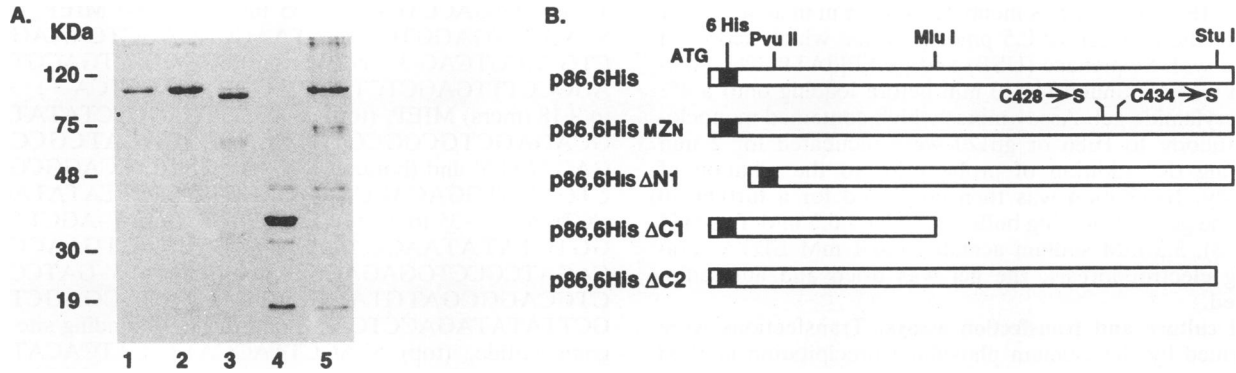 A.
KDa
120 –
75 –
48 –
30 –
19 –
1 2 3 4 5
B.
6 His
ATG
Pvu II
Mlu I
Stu I
p86,6His
C428→S C434→S
p86,6His MZN
p86,6His ΔN1
p86,6His ΔC1
p86,6His ΔC2